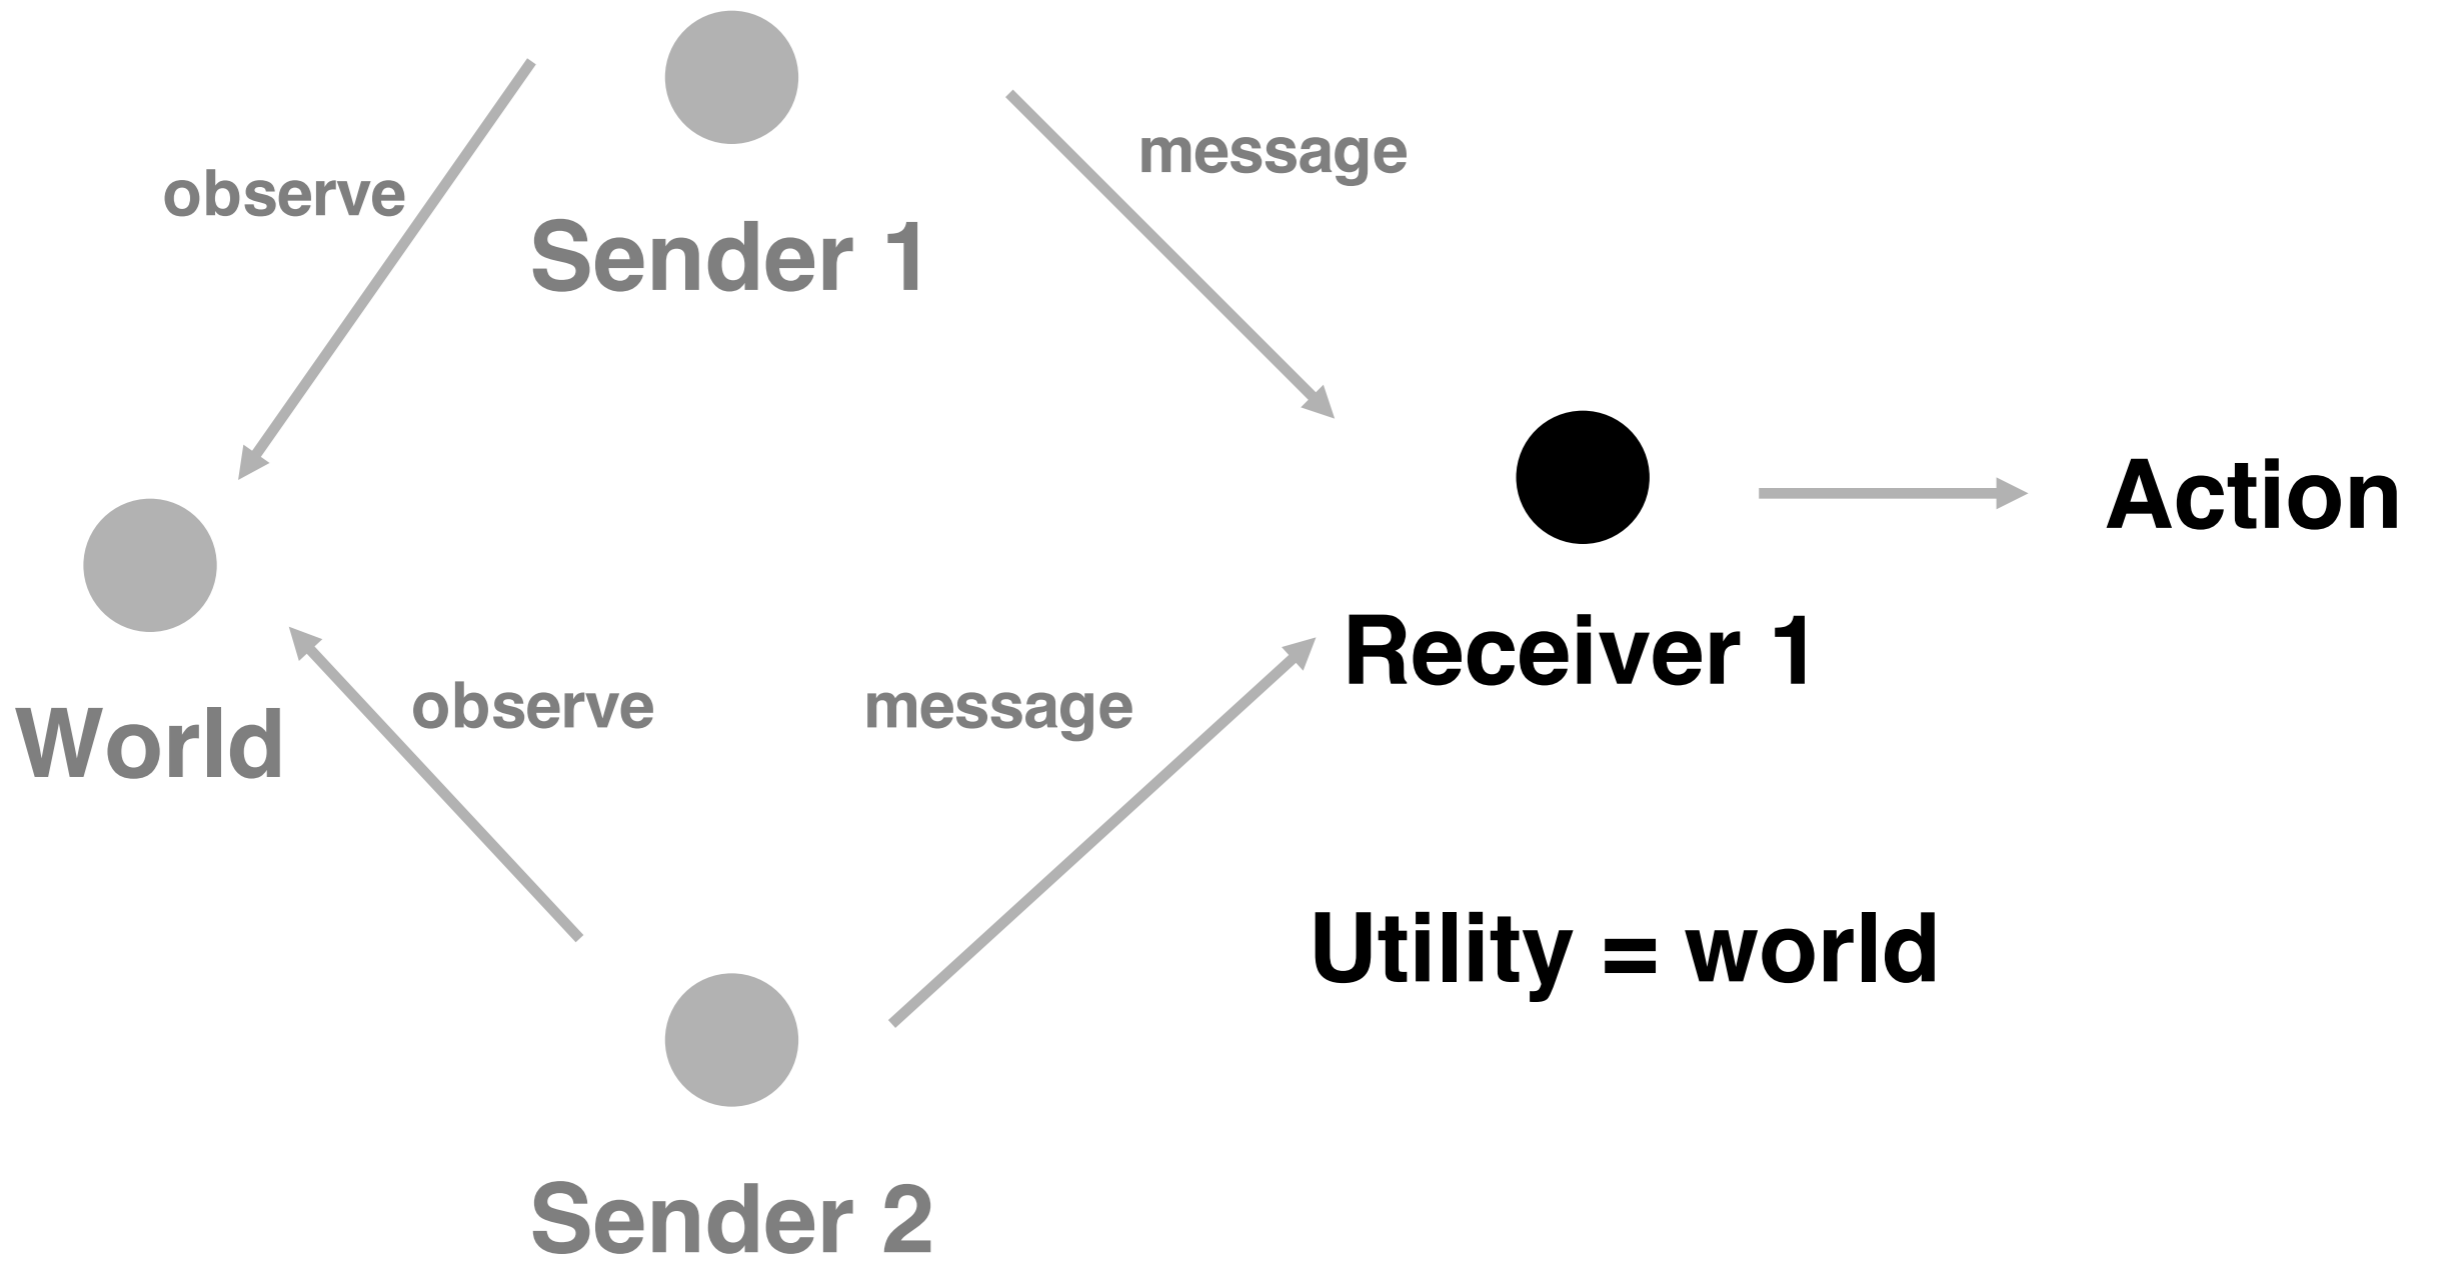 message
observe
Sender 1
Action
Receiver 1
observe
message
World
Utility = world
Sender 2